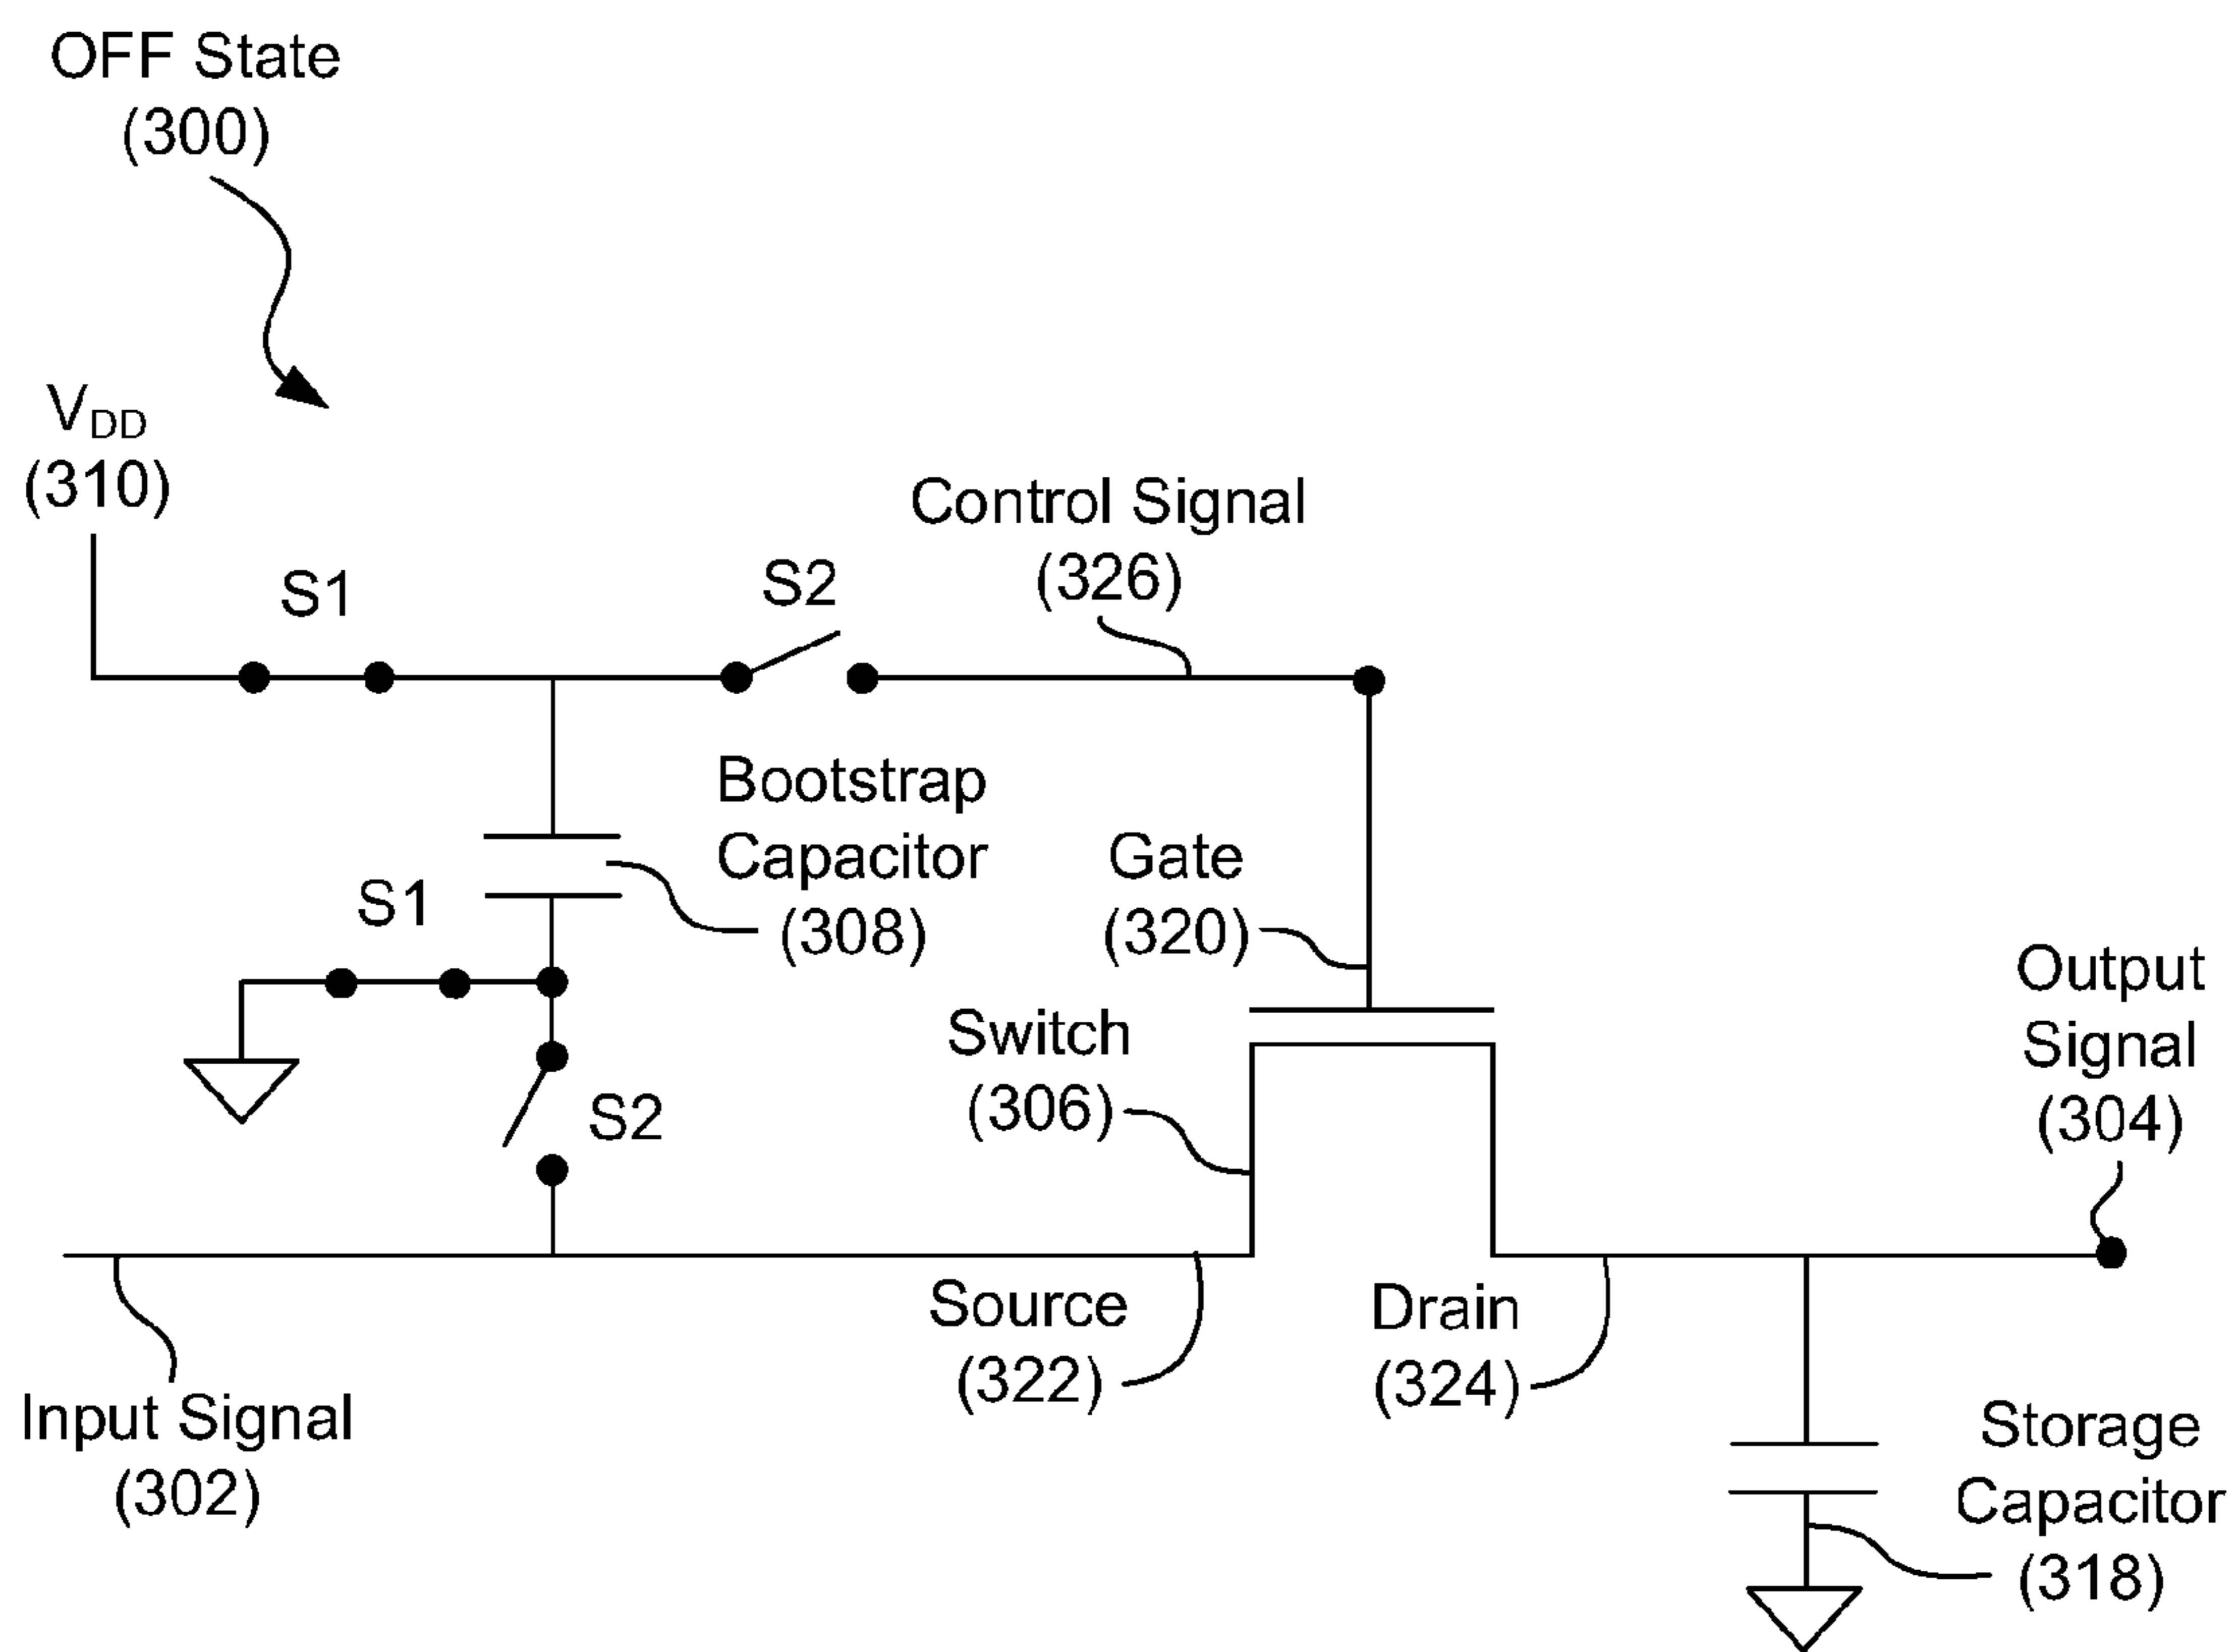 OFF State
(300)
V_DD
(310)
S1
S2
Control Signal
(326)
Bootstrap
Capacitor
(308)
S1
S2
Gate
(320)
Switch
(306)
Output
Signal
(304)
Source
(322)
Drain
(324)
Input Signal
(302)
Storage
Capacitor
(318)